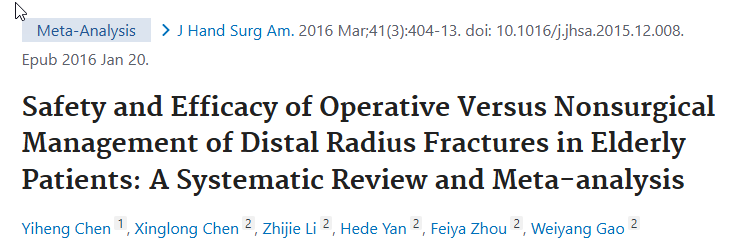 Meta-Analysis > J Hand Surg Am. 2016 Mar;41(3):404-13. doi: 10.1016/j.jhsa.2015.12.008.
Epub 2016 Jan 20.
Safety and Efficacy of Operative Versus Nonsurgical
Management of Distal Radius Fractures in Elderly
Patients: A Systematic Review and Meta-analysis
Yiheng Chen 1, Xinglong Chen 2, Zhijie Li 2, Hede Yan 2, Feiya Zhou 2, Weiyang Gao 2